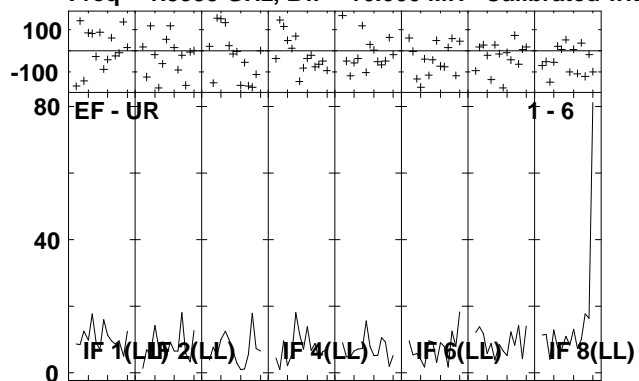 100
-100
80
EF - UR
1 - 6
40
0
IF 1(LL)
IF 2(LL)
IF 4(LL)
IF 6(LL)
IF 8(LL)